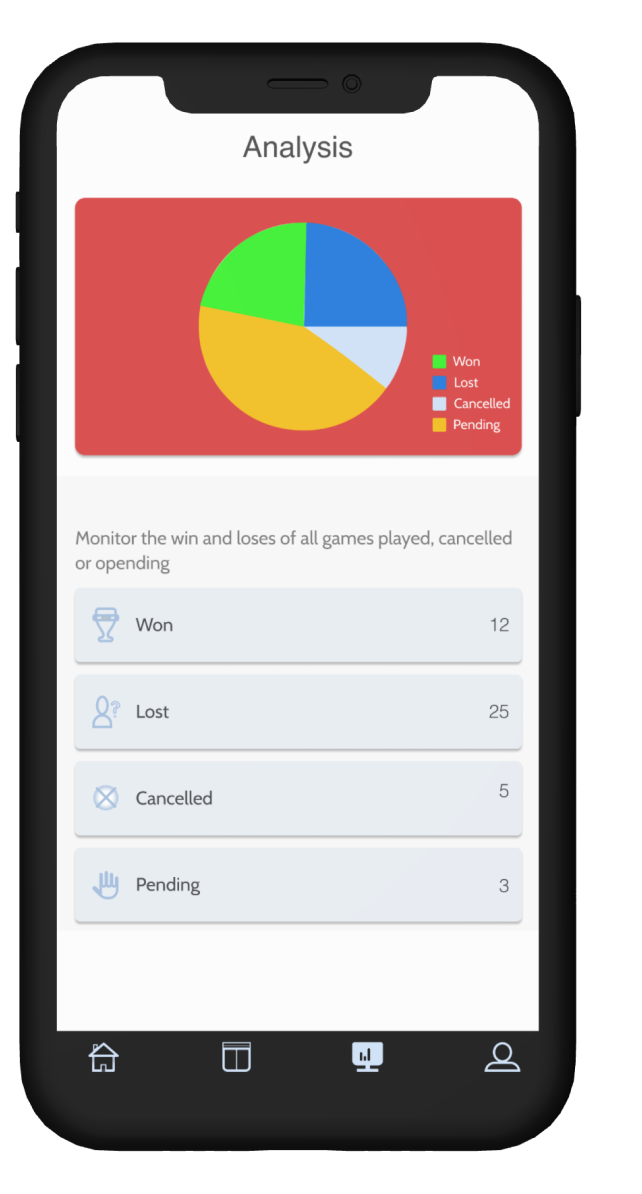 Analysis
Won
Lost
Cancelled
Pending
Monitor the win and loses of all games played, cancelled
or opending
Won 12
Lost 25
Cancelled 5
Pending 3